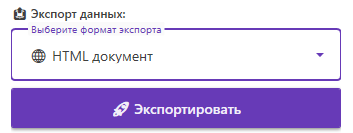 Экспорт данных:
Выберите формат экспорта
HTML документ
Экспортировать